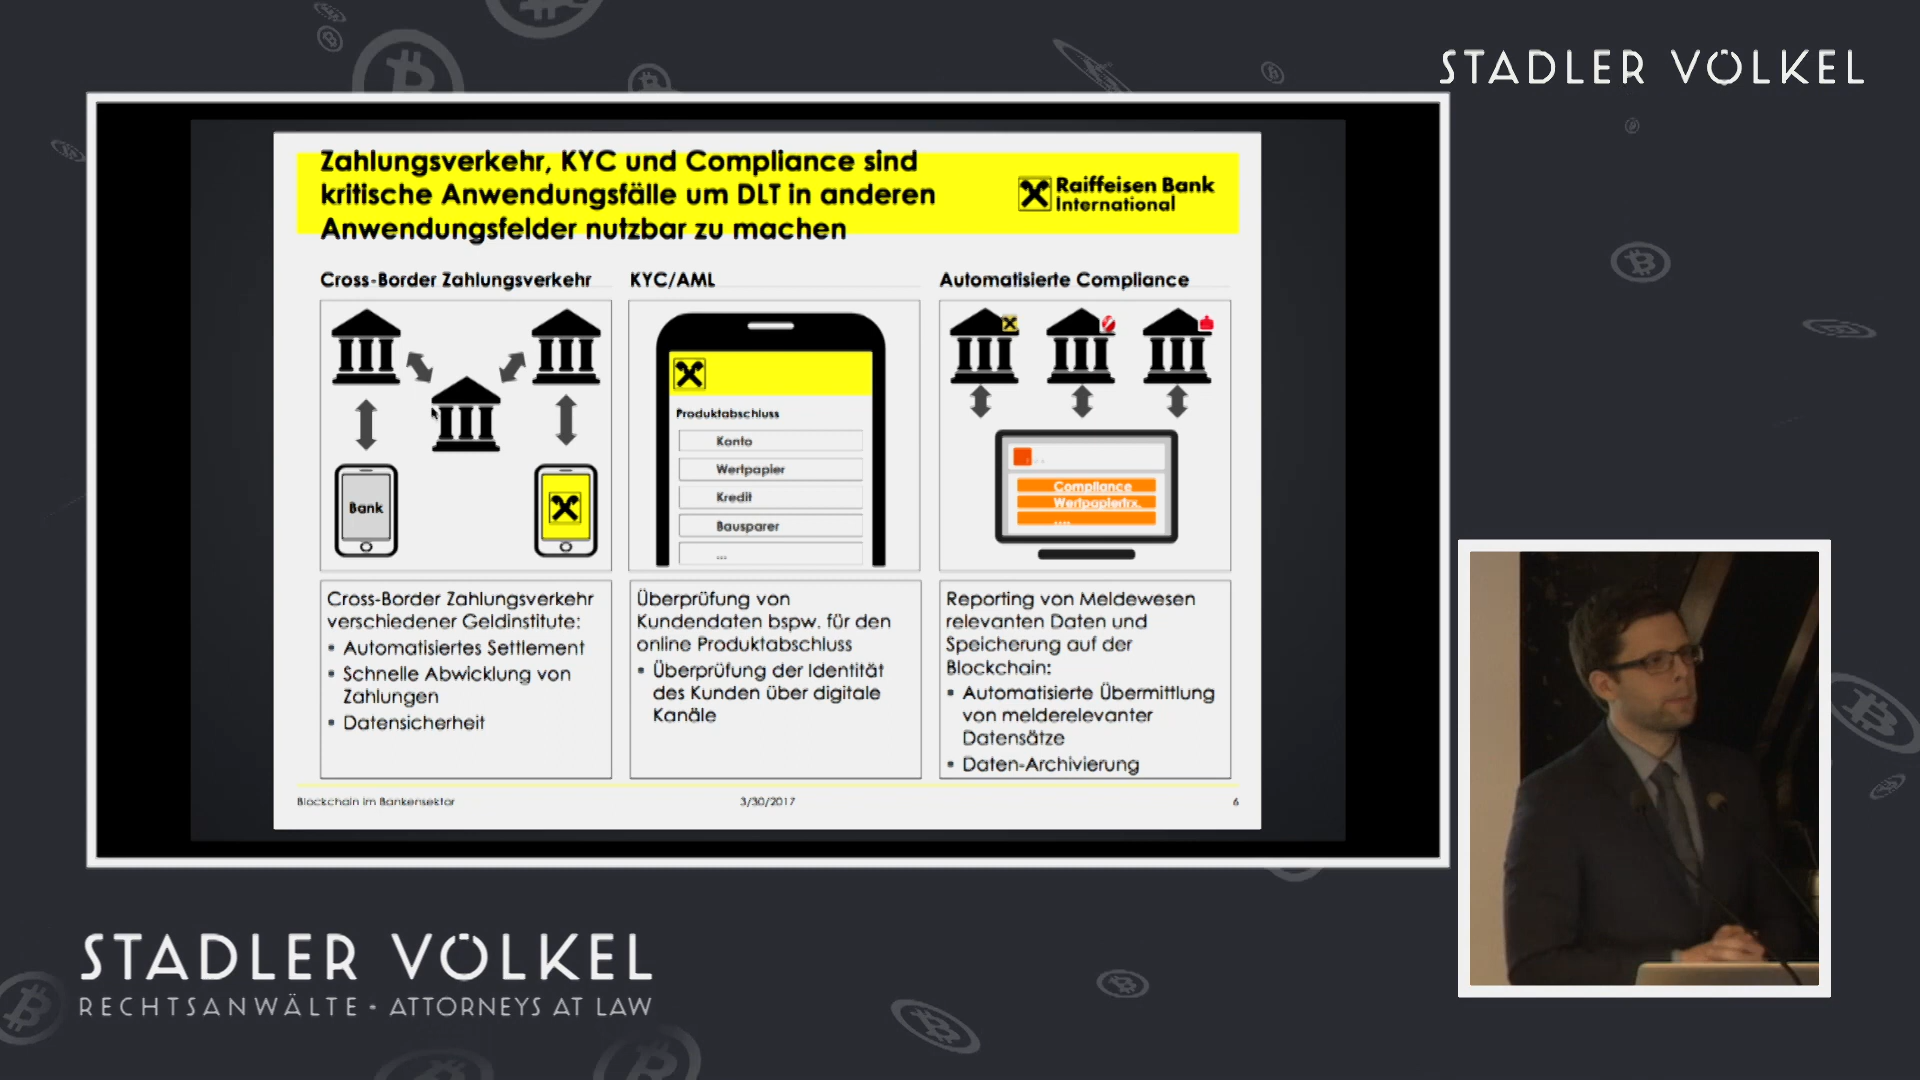 STADLER VÖLKEL
Zahlungsverkehr, KYC und Compliance sind
kritische Anwendungsfälle um DLT in anderen
Anwendungsfelder nutzbar zu machen
Raiffeisen Bank
International
Cross-Border Zahlungsverkehr
KYC/AML
Automatisierte Compliance
Bank
Produktabschluss
Konto
Wertpapier
Kredit
Bausparer
...
Compliance
Wertpapiertrx.
....
Cross-Border Zahlungsverkehr
verschiedener Geldinstitute:
▪ Automatisiertes Settlement
▪ Schnelle Abwicklung von
Zahlungen
▪ Datensicherheit
Überprüfung von
Kundendaten bspw. für den
online Produktabschluss
▪ Überprüfung der Identität
des Kunden über digitale
Kanäle
Reporting von Meldewesen
relevanten Daten und
Speicherung auf der
Blockchain:
▪ Automatisierte Übermittlung
von melderelevanter
Datensätze
▪ Daten-Archivierung
Blockchain im Bankensektor
3/30/2017
6
STADLER VÖLKEL
RECHTSANWÄLTE - ATTORNEYS AT LAW